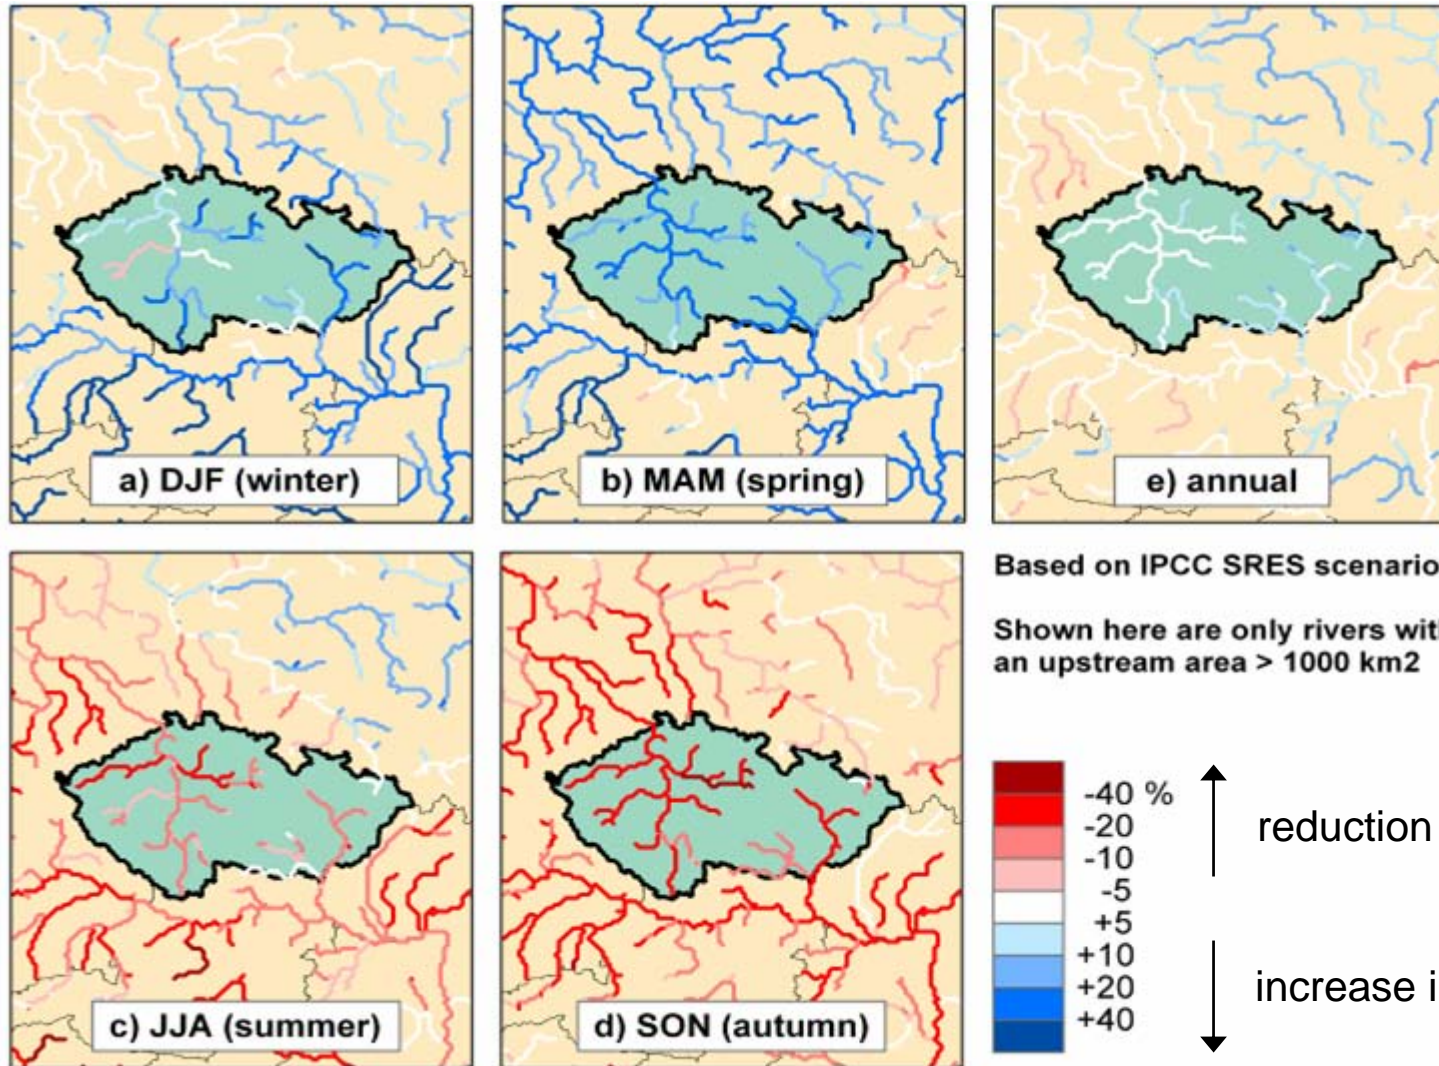 a) DJF (winter)
b) MAM (spring)
e) annual
c) JJA (summer)
d) SON (autumn)
Based on IPCC SRES scenario
Shown here are only rivers wit
an upstream area > 1000 km2
-40 %
-20
-10
-5
+5
+10
+20
+40
reduction
increase i